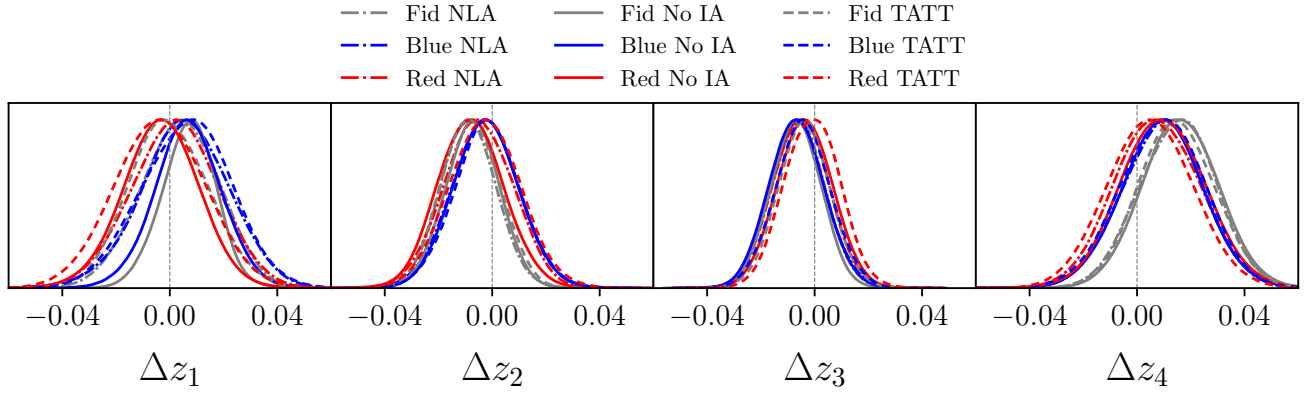 Fid NLA Fid No IA Fid TATT
Blue NLA Blue No IA Blue TATT
Red NLA Red No IA Red TATT
−0.04 0.00 0.04 −0.04 0.00 0.04 −0.04 0.00 0.04 −0.04 0.00 0.04
Δz₁ Δz₂ Δz₃ Δz₄